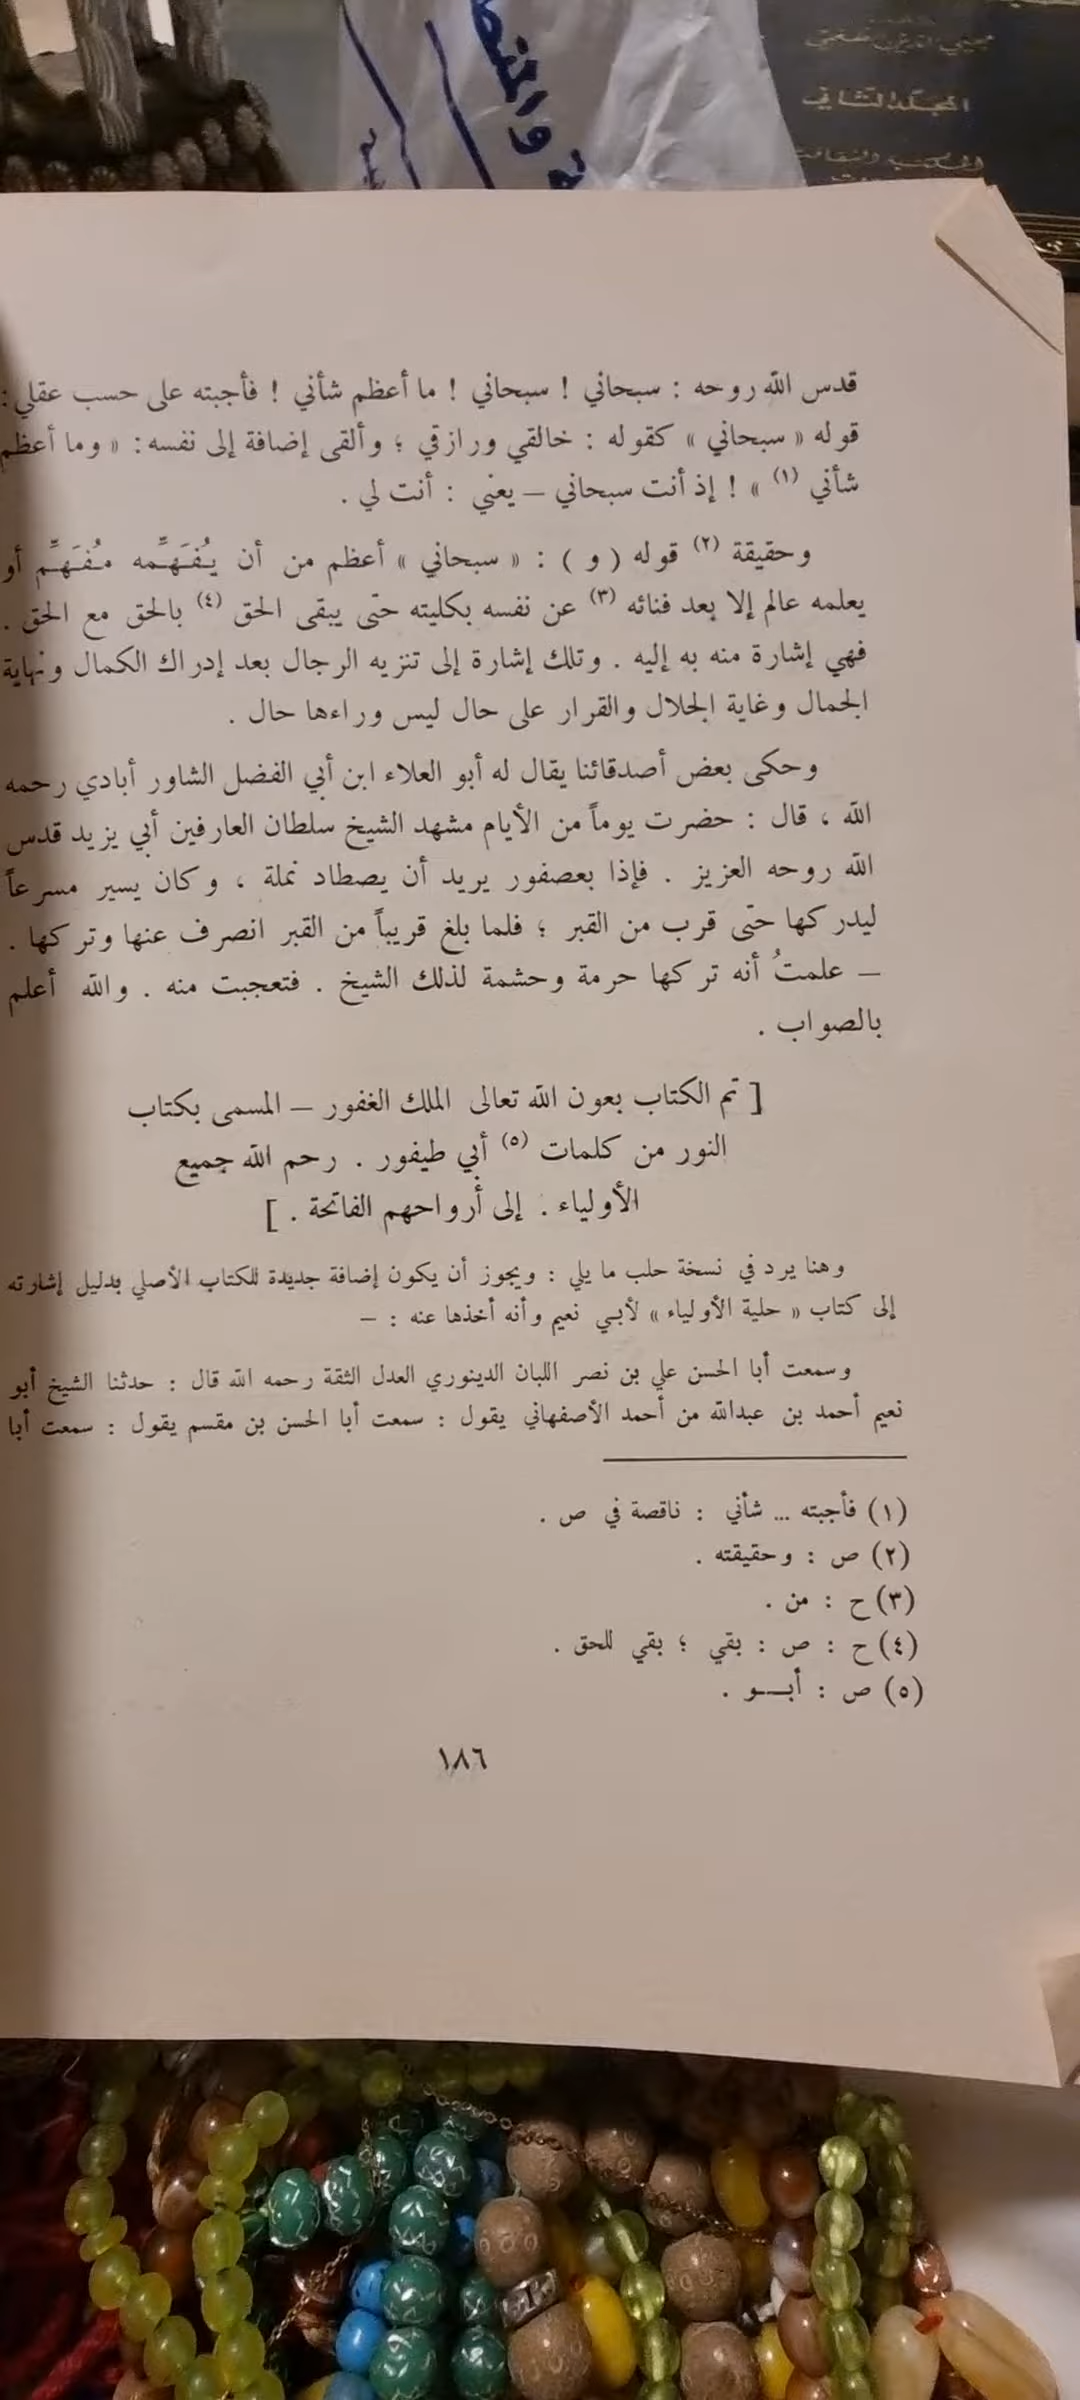 والمنصا
ية
المجلد الثاني
قدس الله روحه : سبحاني ! سبحاني ! ما أعظم شأني ! فأجبته على حسب عقلي :
قوله « سبحاني » كقوله : خالقي ورازقي ؛ وألقى إضافة إلى نفسه : « وما أعظم
شأني (١) » ! إذ أنت سبحاني — يعني : أنت لي .
وحقيقة (٢) قوله ( و ) : « سبحاني » أعظم من أن يُفَهِّمه مُفَهِّم أو
يعلمه عالم إلا بعد فنائه (٣) عن نفسه بكليته حتى يبقى الحق (٤) بالحق مع الحق .
فهي إشارة منه به إليه . وتلك إشارة إلى تنزيه الرجال بعد إدراك الكمال ونهاية
الجمال وغاية الجلال والقرار على حال ليس وراءها حال .
وحكى بعض أصدقائنا يقال له أبو العلاء ابن أبي الفضل الشاور أبادي رحمه
الله ، قال : حضرت يوماً من الأيام مشهد الشيخ سلطان العارفين أبي يزيد قدس
الله روحه العزيز . فإذا بعصفور يريد أن يصطاد نملة ، وكان يسير مسرعاً
ليدركها حتى قرب من القبر ؛ فلما بلغ قريباً من القبر انصرف عنها وتركها .
— علمتُ أنه تركها حرمة وحشمة لذلك الشيخ . فتعجبت منه . والله أعلم
بالصواب .
[ تم الكتاب بعون الله تعالى الملك الغفور — المسمى بكتاب
النور من كلمات (٥) أبي طيفور . رحم الله جميع
الأولياء . إلى أرواحهم الفاتحة . ]
وهنا يرد في نسخة حلب ما يلي : ويجوز أن يكون إضافة جديدة للكتاب الأصلي بدليل إشارته
إلى كتاب « حلية الأولياء » لأبي نعيم وأنه أخذها عنه : —
وسمعت أبا الحسن علي بن نصر اللبان الدينوري العدل الثقة رحمه الله قال : حدثنا الشيخ أبو
نعيم أحمد بن عبدالله من أحمد الأصفهاني يقول : سمعت أبا الحسن بن مقسم يقول : سمعت أبا
(١) فأجبته ... شأني : ناقصة في ص .
(٢) ص : وحقيقته .
(٣) ح : من .
(٤) ح : ص : بقي ؛ بقي للحق .
(٥) ص : أبـــو .
١٨٦